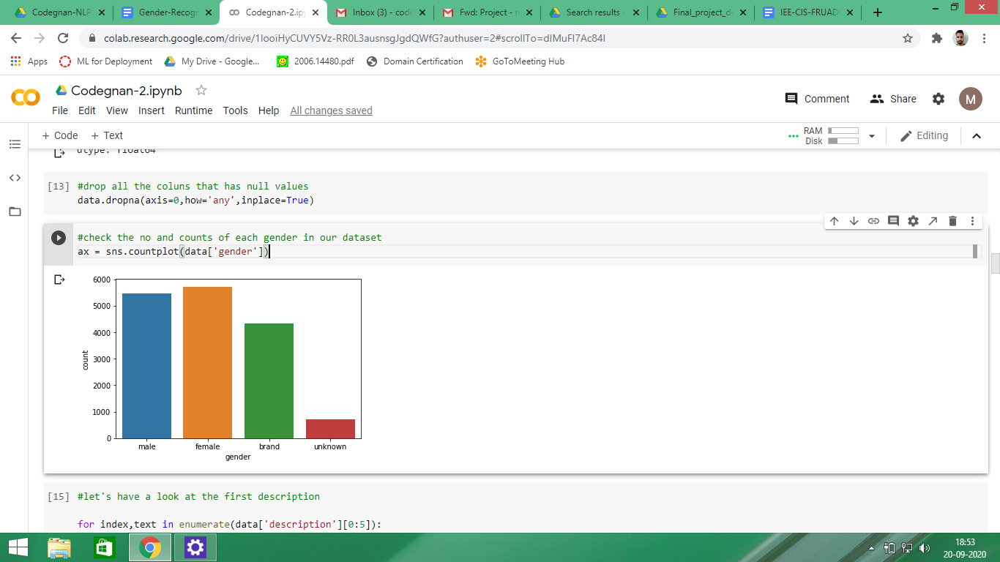 Codegnan-NLP
Gender-Recogn
Codegnan-2.ipy
Inbox (3) - code
Fwd: Project - n
Search results -
Final_project_d
IEE-CIS-FRUAD
colab.research.google.com/drive/1looiHyCUVY5Vz-RR0L3ausnsgJgdQWfG?authuser=2#scrollTo=dIMuFI7Ac84I
Apps
ML for Deployment
My Drive - Google...
2006.14480.pdf
Domain Certification
GoToMeeting Hub
Codegnan-2.ipynb
Comment
Share
M
File Edit View Insert Runtime Tools Help All changes saved
+ Code + Text
RAM
Disk
Editing
dtype: float64
[13] #drop all the coluns that has null values
data.dropna(axis=0,how='any',inplace=True)
#check the no and counts of each gender in our dataset
ax = sns.countplot(data['gender'])
6000
5000
4000
3000
2000
1000
0
count
male female brand unknown
gender
[15] #let's have a look at the first description
for index,text in enumerate(data['description'][0:5]):
18:53
20-09-2020